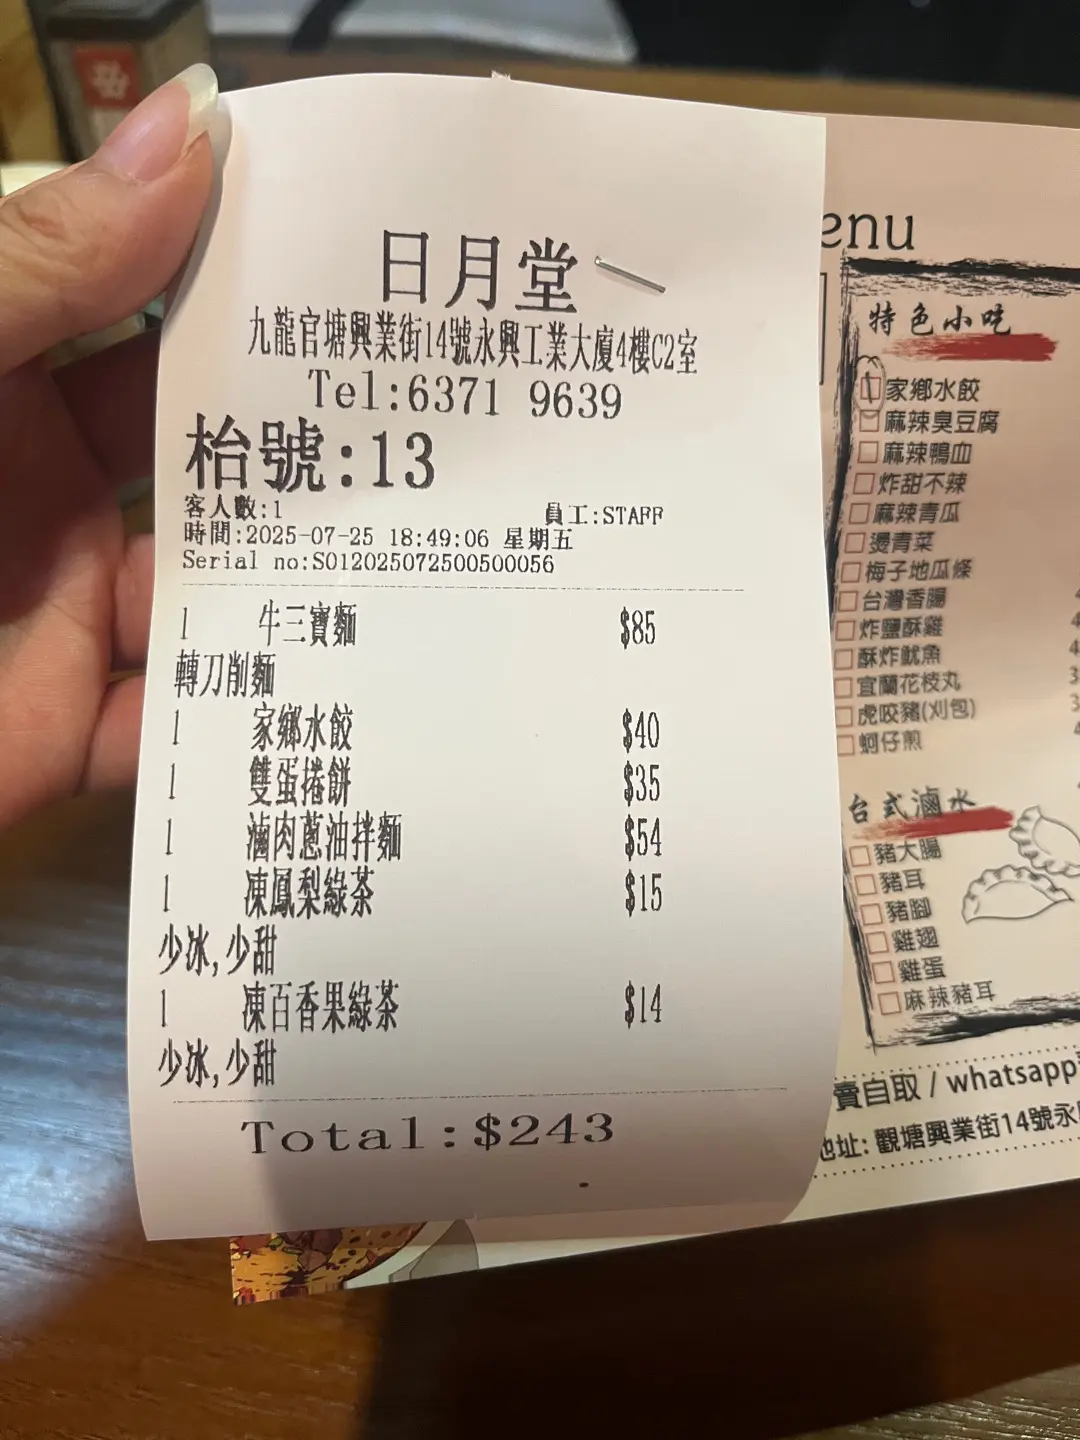 日月堂
九龍官塘興業街14號永興工業大廈4樓C2室
Tel:6371 9639
枱號:13
客人數:1 員工:STAFF
時間:2025-07-25 18:49:06 星期五
Serial no:S012025072500500056
1 牛三寶麵 $85
轉刀削麵
1 家鄉水餃 $40
1 雙蛋捲餅 $35
1 滷肉蔥油拌麵 $54
1 凍鳳梨綠茶 $15
少冰,少甜
1 凍百香果綠茶 $14
少冰,少甜
Total:$243
enu
特色小吃
家鄉水餃
麻辣臭豆腐
麻辣鴨血
炸甜不辣
麻辣青瓜
燙青菜
梅子地瓜條
台灣香腸
炸鹽酥雞
酥炸魷魚
宜蘭花枝丸
虎咬豬(刈包)
蚵仔煎
台式滷水
豬大腸
豬耳
豬腳
雞翅
雞蛋
麻辣豬耳
賣自取 / whatsapp
地址: 觀塘興業街14號永